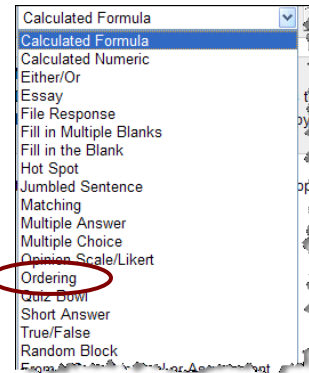 Calculated Formula
Calculated Formula
Calculated Numeric
Either/Or
Essay
File Response
Fill in Multiple Blanks
Fill in the Blank
Hot Spot
Jumbled Sentence
Matching
Multiple Answer
Multiple Choice
Opinion Scale/Likert
Ordering
Quiz Bowl
Short Answer
True/False
Random Block
From